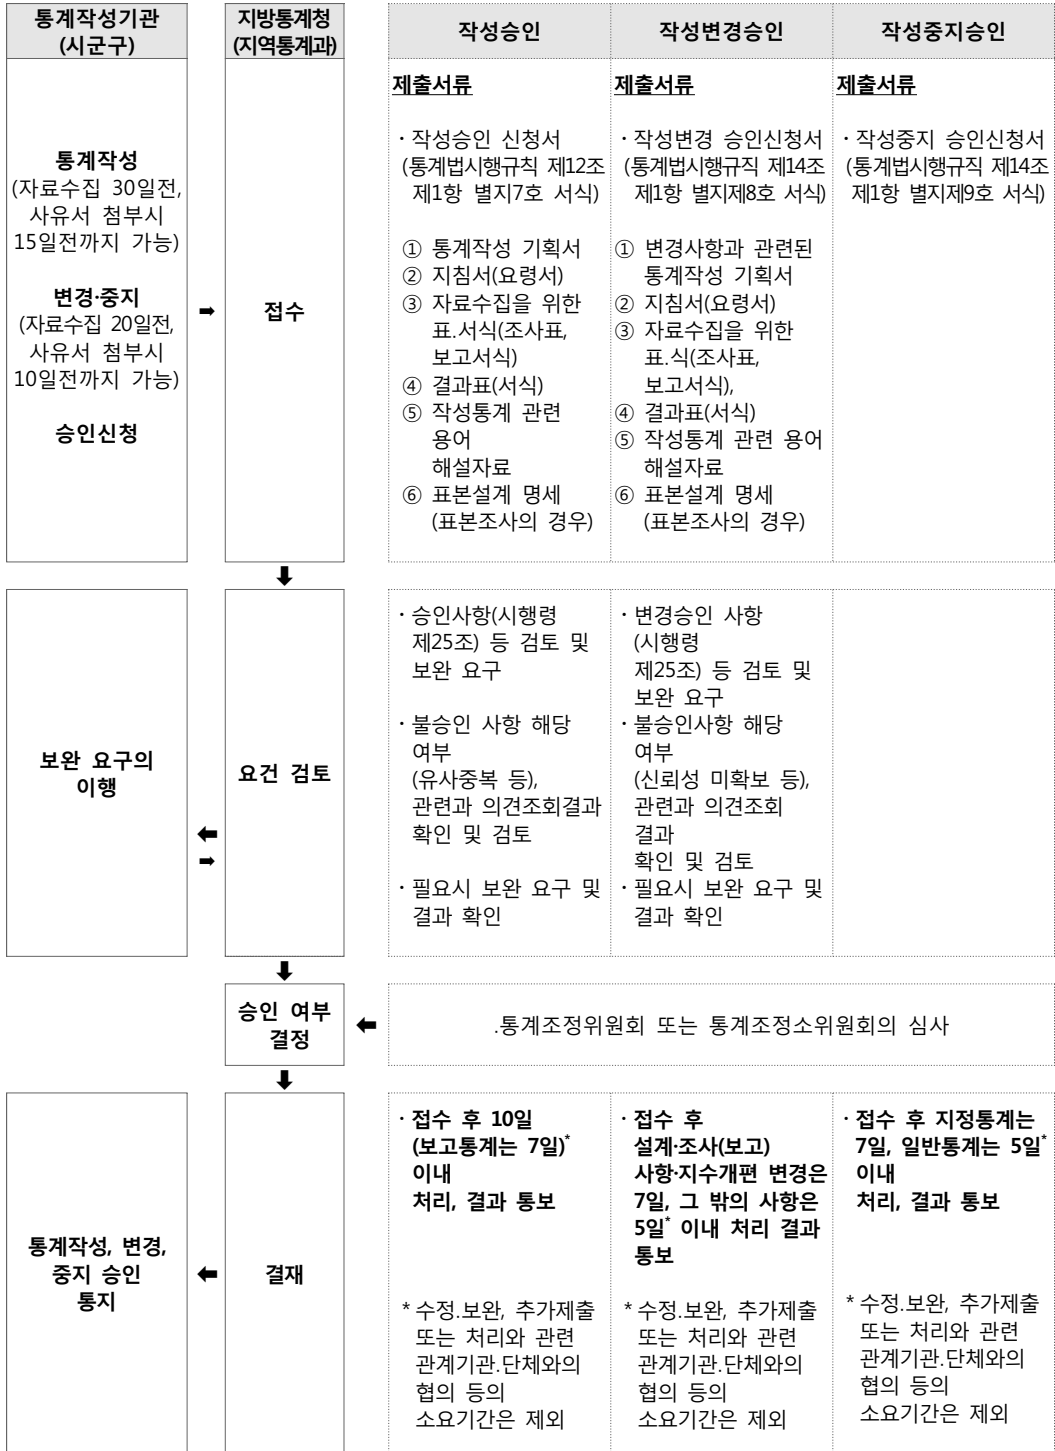 통계작성기관
(시군구)
지방통계청
(지역통계과)
작성승인
작성변경승인
작성중지승인
통계작성
(자료수집 30일전,
사유서 첨부시
15일전까지 가능)
변경·중지
(자료수집 20일전,
사유서 첨부시
10일전까지 가능)
승인신청
➡
접수
제출서류
· 작성승인 신청서
(통계법시행규칙 제12조
제1항 별지7호 서식)
① 통계작성 기획서
② 지침서(요령서)
③ 자료수집을 위한
표.서식(조사표,
보고서식)
④ 결과표(서식)
⑤ 작성통계 관련
용어
해설자료
⑥ 표본설계 명세
(표본조사의 경우)
제출서류
· 작성변경 승인신청서
(통계법시행규직 제14조
제1항 별지제8호 서식)
① 변경사항과 관련된
통계작성 기획서
② 지침서(요령서)
③ 자료수집을 위한
표.식(조사표,
보고서식),
④ 결과표(서식)
⑤ 작성통계 관련 용어
해설자료
⑥ 표본설계 명세
(표본조사의 경우)
제출서류
· 작성중지 승인신청서
(통계법시행규직 제14조
제1항 별지제9호 서식)
⬇
보완 요구의
이행
⬅
➡
요건 검토
· 승인사항(시행령
제25조) 등 검토 및
보완 요구
· 불승인 사항 해당
여부
(유사중복 등),
관련과 의견조회결과
확인 및 검토
· 필요시 보완 요구 및
결과 확인
· 변경승인 사항
(시행령
제25조) 등 검토 및
보완 요구
· 불승인사항 해당
여부
(신뢰성 미확보 등),
관련과 의견조회
결과
확인 및 검토
· 필요시 보완 요구 및
결과 확인
⬇
승인 여부
결정
⬅
.통계조정위원회 또는 통계조정소위원회의 심사
⬇
통계작성, 변경,
중지 승인
통지
⬅
결재
· 접수 후 10일
(보고통계는 7일)*
이내
처리, 결과 통보
* 수정.보완, 추가제출
또는 처리와 관련
관계기관.단체와의
협의 등의
소요기간은 제외
· 접수 후
설계·조사(보고)
사항·지수개편 변경은
7일, 그 밖의 사항은
5일* 이내 처리 결과
통보
* 수정.보완, 추가제출
또는 처리와 관련
관계기관.단체와의
협의 등의
소요기간은 제외
· 접수 후 지정통계는
7일, 일반통계는 5일*
이내
처리, 결과 통보
* 수정.보완, 추가제출
또는 처리와 관련
관계기관.단체와의
협의 등의
소요기간은 제외